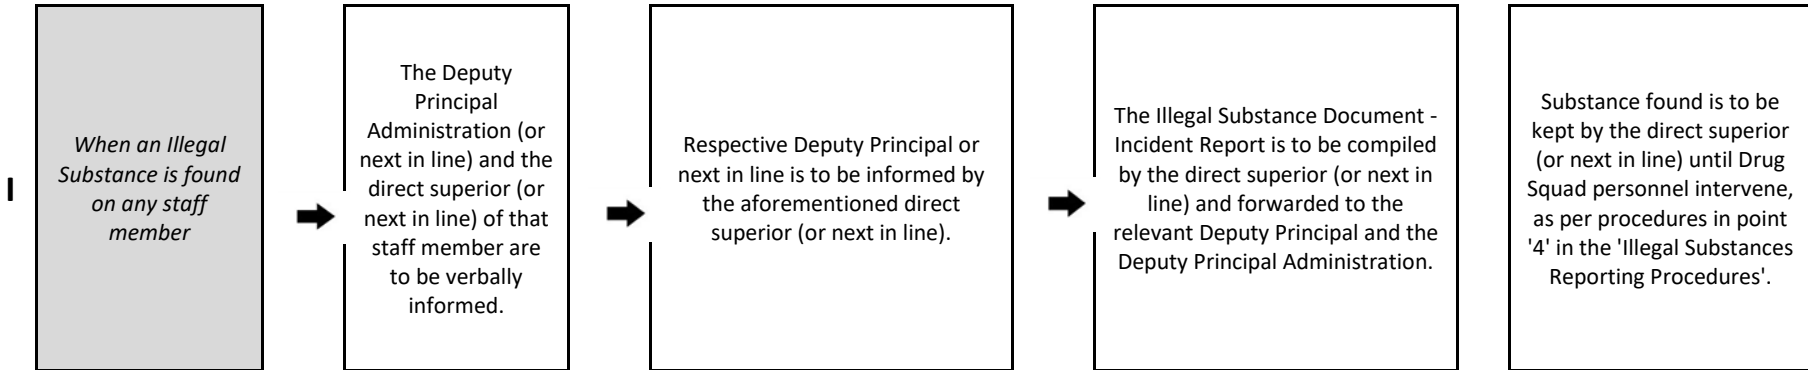 I
When an Illegal
Substance is found
on any staff
member
The Deputy
Principal
Administration (or
next in line) and the
direct superior (or
next in line) of that
staff member are
to be verbally
informed.
Respective Deputy Principal or
next in line is to be informed by
the aforementioned direct
superior (or next in line).
The Illegal Substance Document -
Incident Report is to be compiled
by the direct superior (or next in
line) and forwarded to the
relevant Deputy Principal and the
Deputy Principal Administration.
Substance found is to be
kept by the direct superior
(or next in line) until Drug
Squad personnel intervene,
as per procedures in point
'4' in the 'Illegal Substances
Reporting Procedures'.